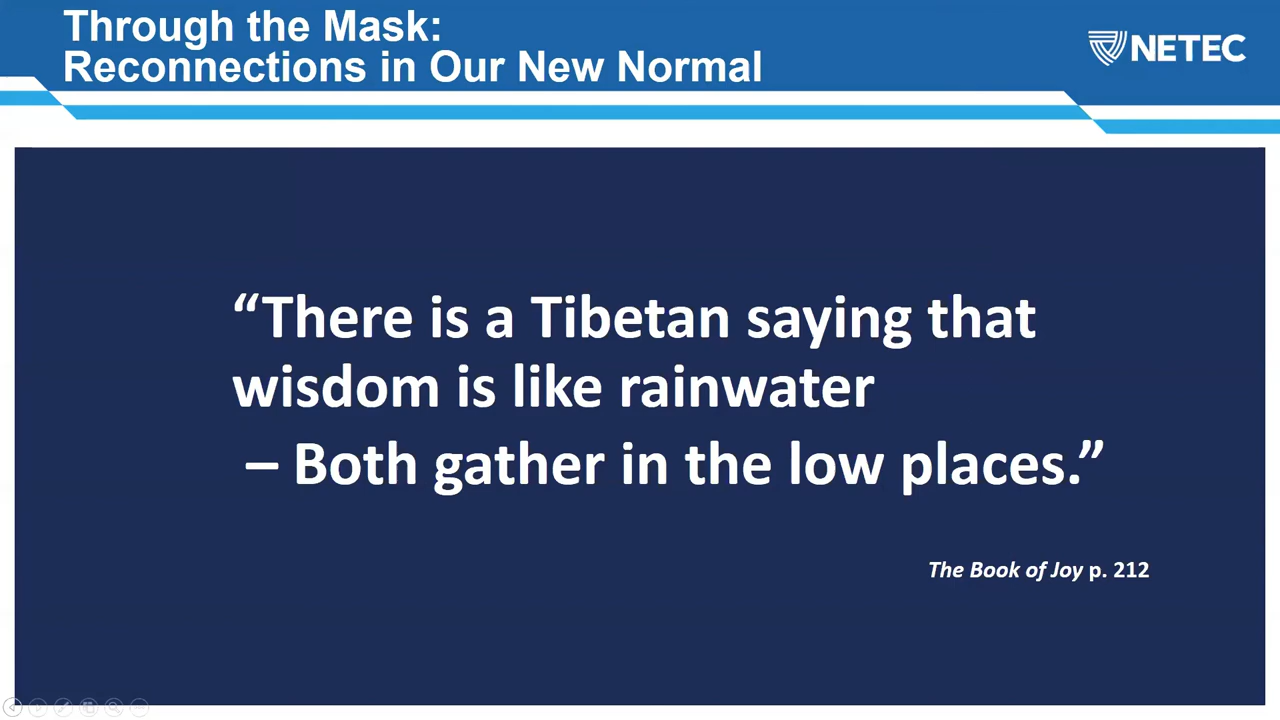 Through the Mask:
Reconnections in Our New Normal
NETEC
“There is a Tibetan saying that
wisdom is like rainwater
– Both gather in the low places.”
The Book of Joy p. 212